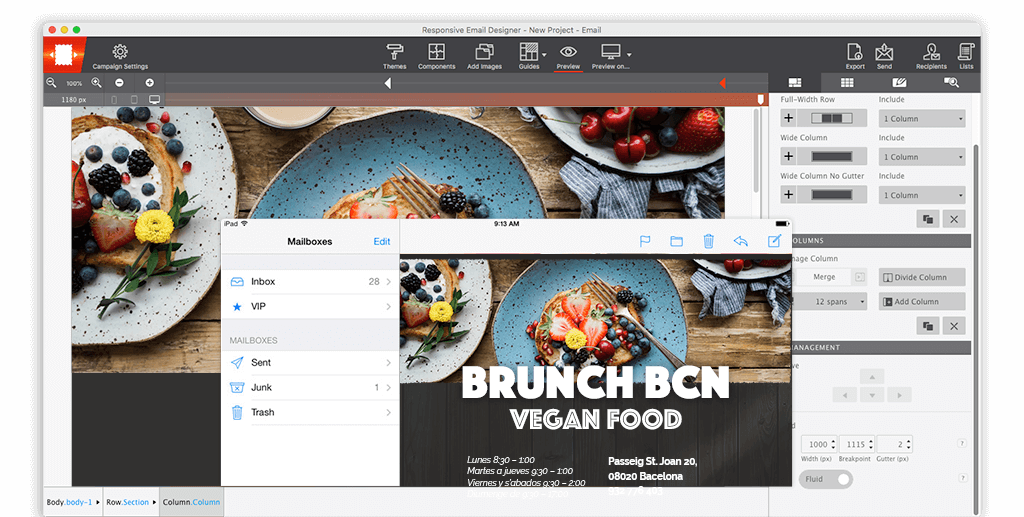 Responsive Email Designer - New Project - Email
Campaign Settings
Themes
Components
Add Images
Guides
Preview
Preview on...
Export
Send
Recipients
Lists
100%
1180 px
Full-Width Row
Include
1 Column
Wide Column
Include
1 Column
Wide Column No Gutter
Include
1 Column
iPad
9:13 AM
Mailboxes
Edit
Inbox
28
VIP
MAILBOXES
Sent
Junk
1
Trash
BRUNCH BCN
VEGAN FOOD
Lunes 8:30 – 1:00
Martes a jueves 9:30 – 1:00
Viernes y s'abados 9:30 – 2:00
Passeig St. Joan 20,
08020 Bacelona
OLUMNS
mage Column
Merge
Divide Column
12 spans
Add Column
MANAGEMENT
ve
d
1000
1115
2
?
Width (px)
Breakpoint
Gutter (px)
Fluid
?
Body.body-1
Row.Section
Column.Column